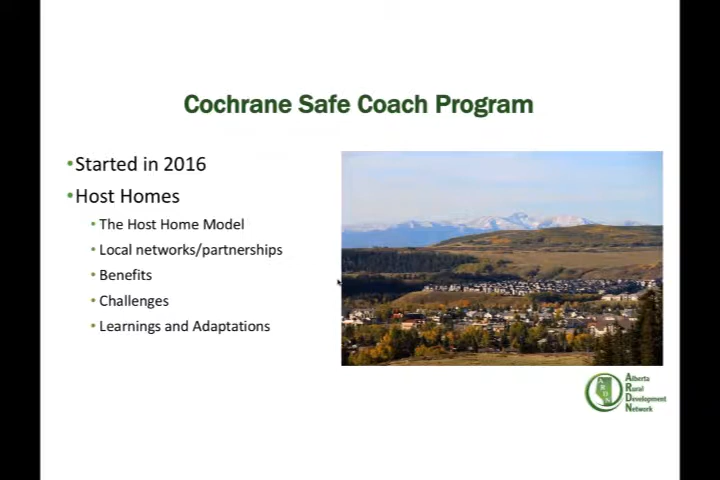 Cochrane Safe Coach Program
•Started in 2016
•Host Homes
•The Host Home Model
•Local networks/partnerships
•Benefits
•Challenges
•Learnings and Adaptations
ARDN
Alberta
Rural
Development
Network